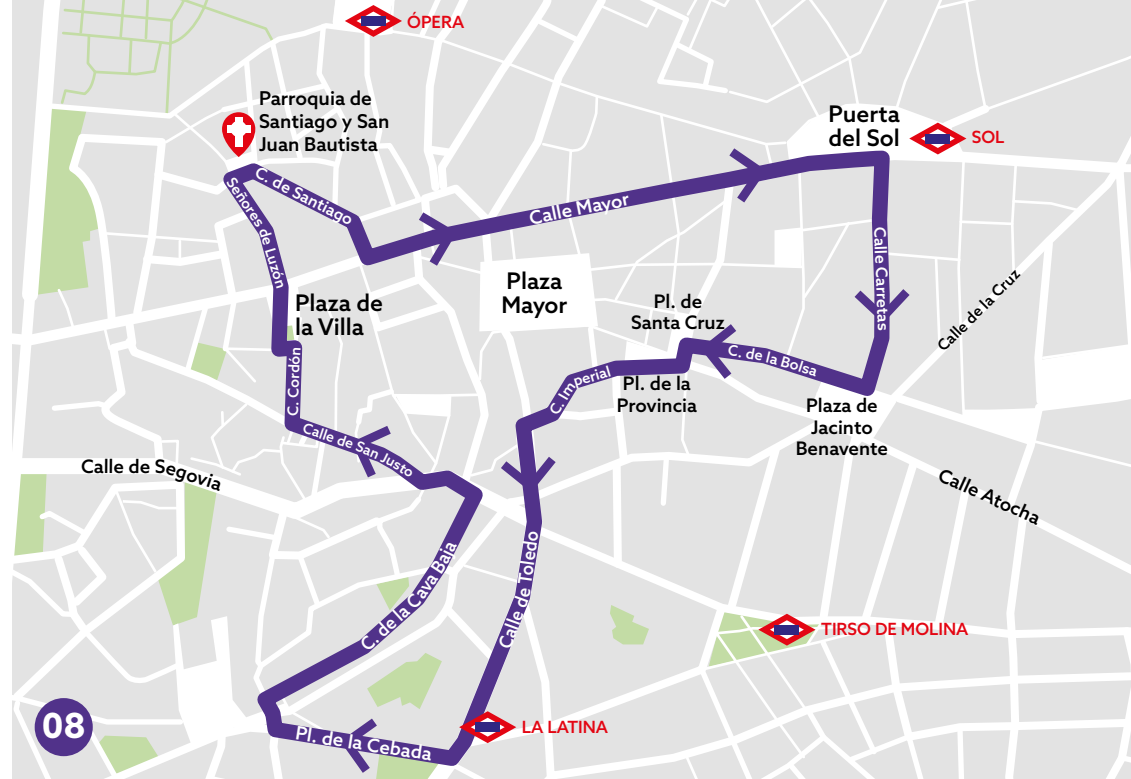 ÓPERA
Parroquia de
Santiago y San
Juan Bautista
Puerta
del Sol
SOL
C. de Santiago
Señores de Luzón
Calle Mayor
Calle Carretas
Plaza
Mayor
Plaza de
la Villa
Pl. de
Santa Cruz
Calle de la Cruz
C. de la Bolsa
C. Imperial
Pl. de la
Provincia
C. Cordón
Plaza de
Jacinto
Benavente
Calle de San Justo
Calle de Segovia
Calle Atocha
C. de la Cava Baja
Calle de Toledo
TIRSO DE MOLINA
08
Pl. de la Cebada
LA LATINA